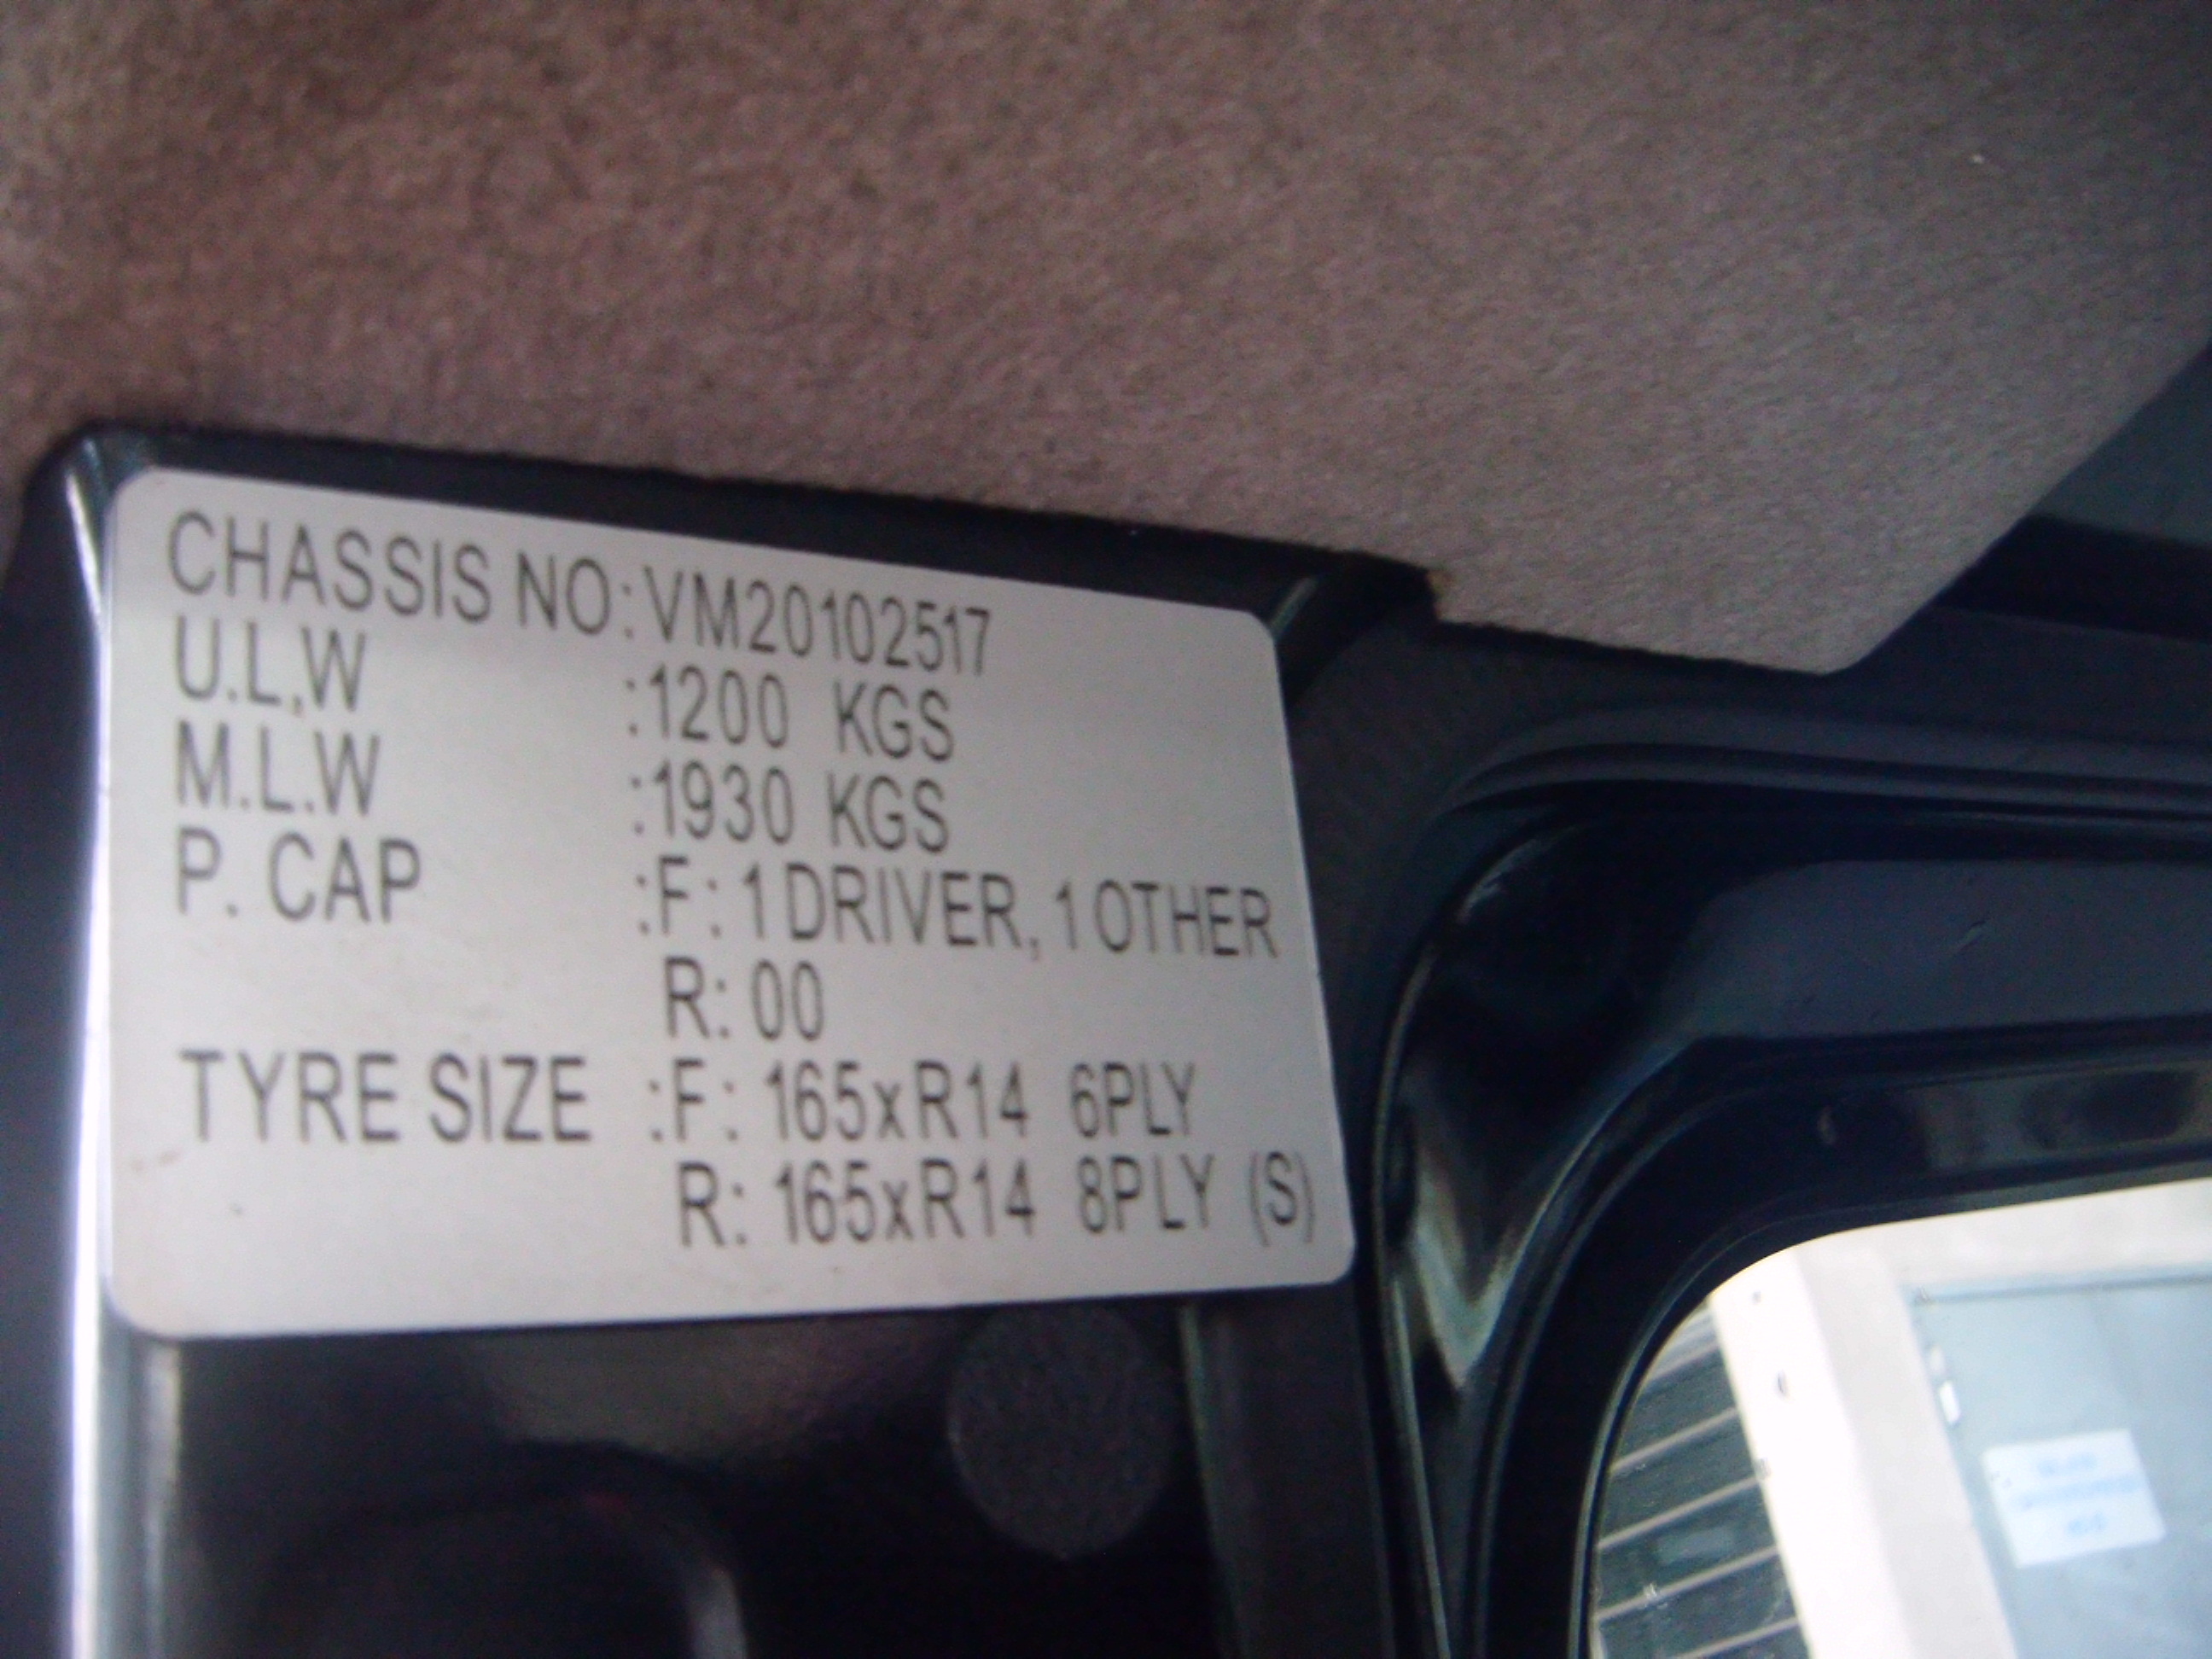 CHASSIS NO:VM20102517
U.L.W :1200 KGS
M.L.W :1930 KGS
P. CAP :F: 1 DRIVER, 1 OTHER
R: 00
TYRE SIZE :F: 165xR14 6PLY
R: 165xR14 8PLY (S)